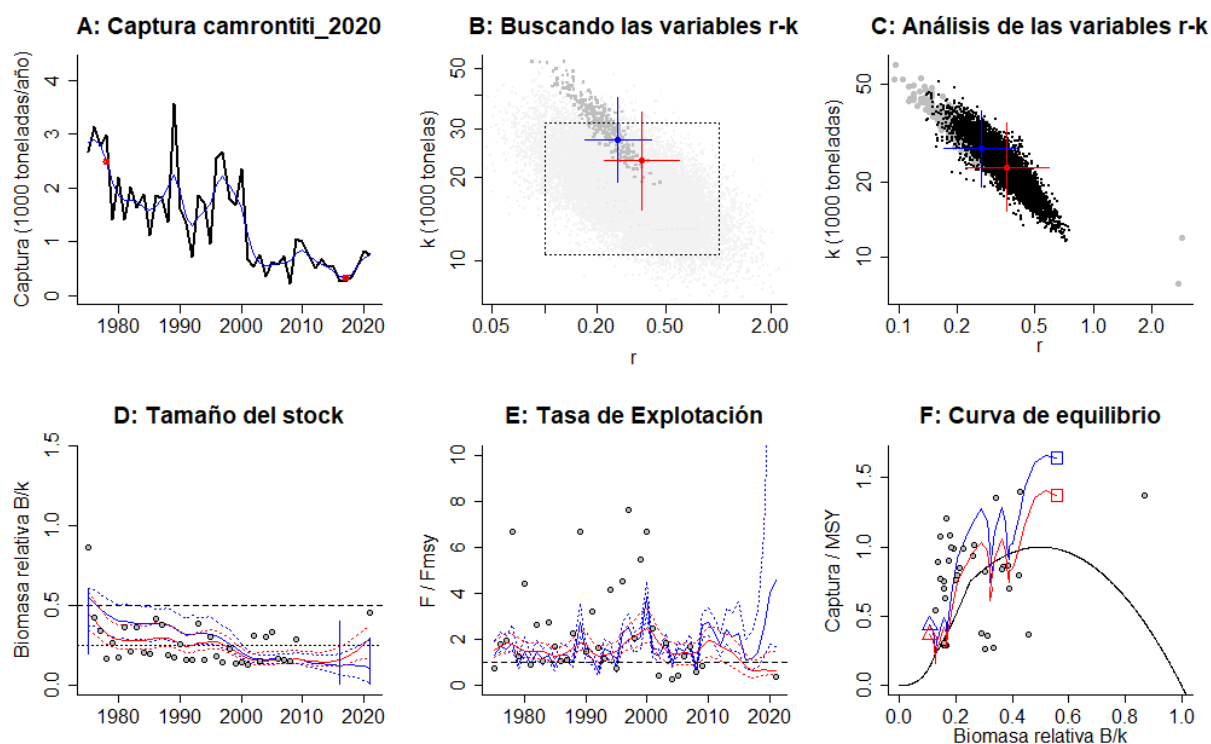 A: Captura camrontiti_2020
Captura (1000 toneladas/año)
4
3
2
1
0
1980 1990 2000 2010 2020
B: Buscando las variables r-k
k (1000 tonelas)
50
30
20
10
0.05 0.20 0.50 2.00
r
C: Análisis de las variables r-k
k (1000 toneladas)
50
20
10
0.1 0.2 0.5 1.0 2.0
r
D: Tamaño del stock
Biomasa relativa B/k
1.5
1.0
0.5
0.0
1980 1990 2000 2010 2020
E: Tasa de Explotación
F / Fmsy
10
8
6
4
2
0
1980 1990 2000 2010 2020
F: Curva de equilibrio
Captura / MSY
1.5
1.0
0.5
0.0
0.0 0.2 0.4 0.6 0.8 1.0
Biomasa relativa B/k